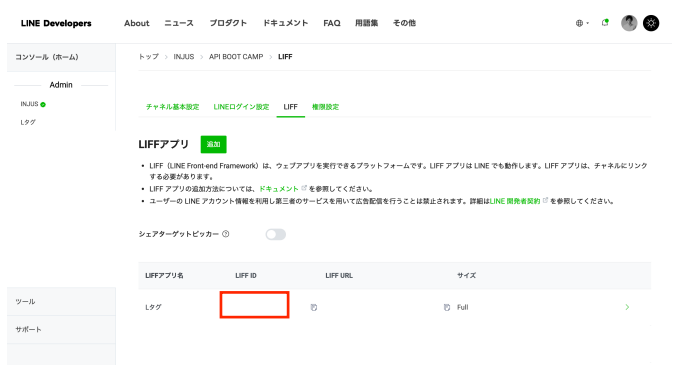 LINE Developers
About ニュース プロダクト ドキュメント FAQ 用語集 その他
コンソール（ホーム）
トップ > INJUS > API BOOT CAMP > LIFF
Admin
INJUS
Lタグ
チャネル基本設定 LINEログイン設定 LIFF 権限設定
LIFFアプリ 追加
• LIFF（LINE Front-end Framework）は、ウェブアプリを実行できるプラットフォームです。LIFF アプリは LINE でも動作します。LIFF アプリは、チャネルにリンク
する必要があります。
• LIFF アプリの追加方法については、ドキュメント を参照してください。
• ユーザーの LINE アカウント情報を利用し第三者のサービスを用いて広告配信を行うことは禁止されます。詳細はLINE 開発者契約 を参照してください。
シェアターゲットピッカー
LIFFアプリ名 LIFF ID LIFF URL サイズ
Lタグ Full
ツール
サポート